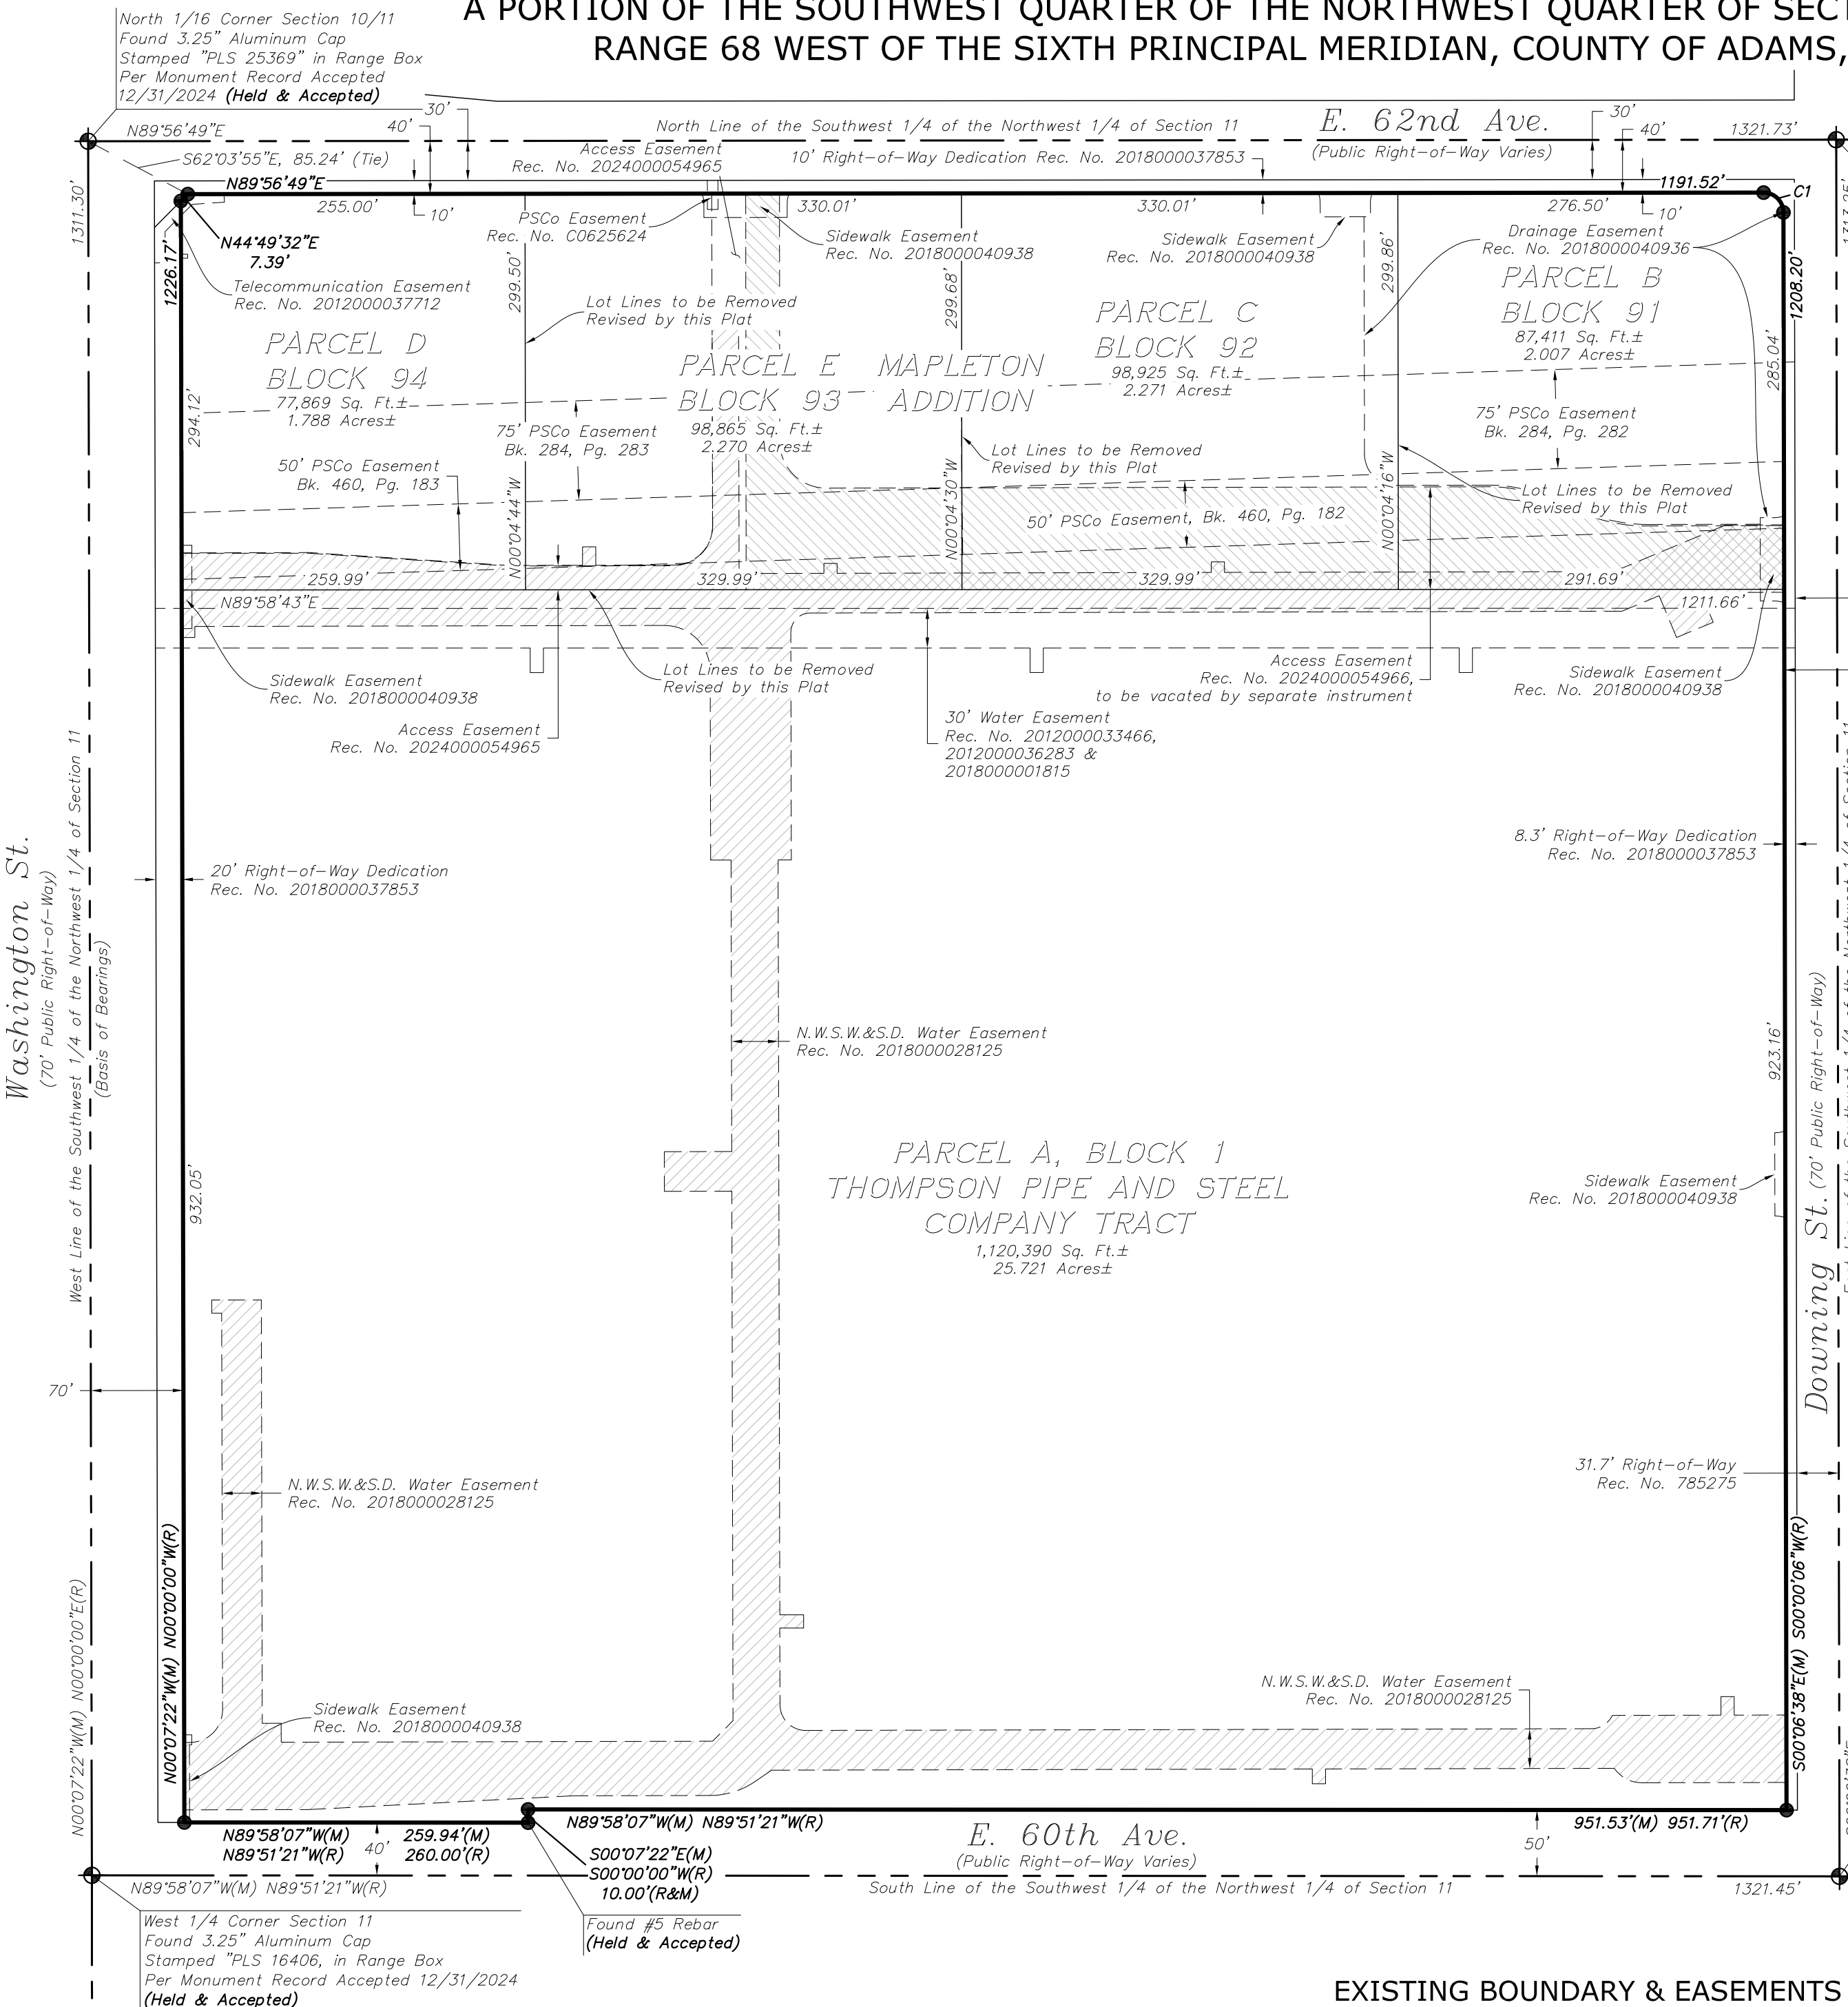 A PORTION OF THE SOUTHWEST QUARTER OF THE NORTHWEST QUARTER OF
RANGE 68 WEST OF THE SIXTH PRINCIPAL MERIDIAN, COUNTY OF ADAMS,
North 1/16 Corner Section 10/11
Found 3.25" Aluminum Cap
Stamped "PLS 25369" in Range Box
Per Monument Record Accepted
12/31/2024 (Held & Accepted)
30'
40'
N89°56'49"E
North Line of the Southwest 1/4 of the Northwest 1/4 of Section 11
E. 62nd Ave.
(Public Right-of-Way Varies)
30'
40'
1321.73'
S62°03'55"E, 85.24' (Tie)
Access Easement
Rec. No. 2024000054965
10' Right-of-Way Dedication Rec. No. 2018000037853
N89°56'49"E
1191.52'
C1
255.00'
10'
330.01'
330.01'
276.50'
10'
1311.30'
1226.17'
N44°49'32"E
7.39'
PSCo Easement
Rec. No. C0625624
Sidewalk Easement
Rec. No. 2018000040938
Sidewalk Easement
Rec. No. 2018000040938
Drainage Easement
Rec. No. 2018000040936
299.50'
299.68'
299.86'
1208.20'
Telecommunication Easement
Rec. No. 2012000037712
Lot Lines to be Removed
Revised by this Plat
PARCEL D
BLOCK 94
77,869 Sq. Ft.±
1.788 Acres±
PARCEL E MAPLETON
BLOCK 93 ADDITION
98,865 Sq. Ft.±
2.270 Acres±
PARCEL C
BLOCK 92
98,925 Sq. Ft.±
2.271 Acres±
PARCEL B
BLOCK 91
87,411 Sq. Ft.±
2.007 Acres±
294.12'
285.04'
75' PSCo Easement
Bk. 284, Pg. 283
75' PSCo Easement
Bk. 284, Pg. 282
50' PSCo Easement
Bk. 460, Pg. 183
Lot Lines to be Removed
Revised by this Plat
Lot Lines to be Removed
Revised by this Plat
50' PSCo Easement, Bk. 460, Pg. 182
N00°04'44"W
N00°04'30"W
N00°04'16"W
259.99'
329.99'
329.99'
291.69'
N89°58'43"E
1211.66'
Sidewalk Easement
Rec. No. 2018000040938
Lot Lines to be Removed
Revised by this Plat
Access Easement
Rec. No. 2024000054966,
to be vacated by separate instrument
Sidewalk Easement
Rec. No. 2018000040938
Access Easement
Rec. No. 2024000054965
30' Water Easement
Rec. No. 2012000033466,
2012000036283 &
2018000001815
Washington St.
(70' Public Right-of-Way)
West Line of the Southwest 1/4 of the Northwest 1/4 of Section 11
(Basis of Bearings)
20' Right-of-Way Dedication
Rec. No. 2018000037853
8.3' Right-of-Way Dedication
Rec. No. 2018000037853
N.W.S.W.&S.D. Water Easement
Rec. No. 2018000028125
923.16'
932.05'
PARCEL A, BLOCK 1
THOMPSON PIPE AND STEEL
COMPANY TRACT
1,120,390 Sq. Ft.±
25.721 Acres±
Sidewalk Easement
Rec. No. 2018000040938
Downing St. (70' Public Right-of-Way)
70'
N.W.S.W.&S.D. Water Easement
Rec. No. 2018000028125
31.7' Right-of-Way
Rec. No. 785275
N00°07'22"W(M) N00°00'00"E(R)
N00°07'22"W(M) N00°00'00"W(R)
S00°06'38"E(M) S00°00'06"W(R)
Sidewalk Easement
Rec. No. 2018000040938
N.W.S.W.&S.D. Water Easement
Rec. No. 2018000028125
N89°58'07"W(M) 259.94'(M)
N89°51'21"W(R) 260.00'(R)
40'
N89°58'07"W(M) N89°51'21"W(R)
951.53'(M) 951.71'(R)
S00°07'22"E(M)
S00°00'00"W(R)
10.00'(R&M)
E. 60th Ave.
(Public Right-of-Way Varies)
50'
N89°58'07"W(M) N89°51'21"W(R)
South Line of the Southwest 1/4 of the Northwest 1/4 of Section 11
1321.45'
West 1/4 Corner Section 11
Found 3.25" Aluminum Cap
Stamped "PLS 16406, in Range Box
Per Monument Record Accepted 12/31/2024
(Held & Accepted)
Found #5 Rebar
(Held & Accepted)
EXISTING BOUNDARY & EASEMENTS